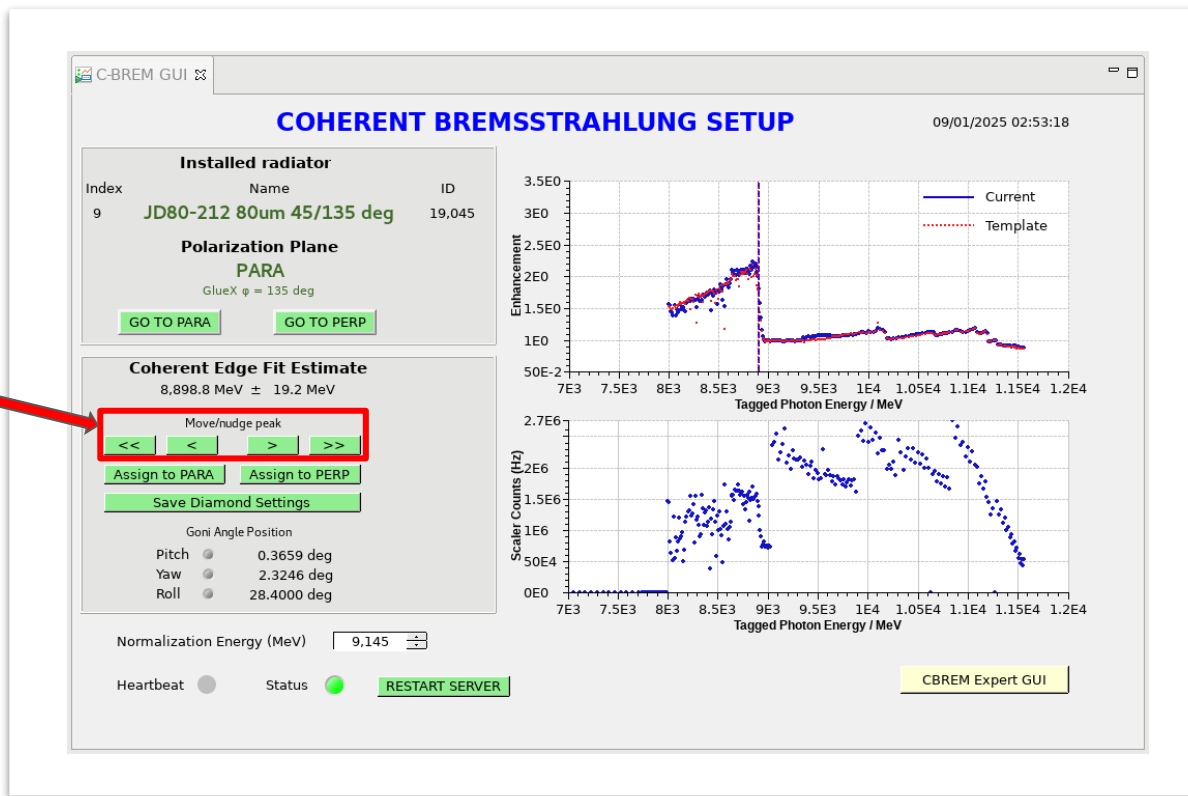 C-BREM GUI
COHERENT BREMSSTRAHLUNG SETUP
09/01/2025 02:53:18
Installed radiator
Index Name ID
9 JD80-212 80um 45/135 deg 19,045
Polarization Plane
PARA
GlueX φ = 135 deg
GO TO PARA GO TO PERP
Coherent Edge Fit Estimate
8,898.8 MeV ± 19.2 MeV
Move/nudge peak
<< < > >>
Assign to PARA Assign to PERP
Save Diamond Settings
Goni Angle Position
Pitch 0.3659 deg
Yaw 2.3246 deg
Roll 28.4000 deg
Normalization Energy (MeV) 9,145
Heartbeat Status RESTART SERVER
Enhancement
3.5E0
3E0
2.5E0
2E0
1.5E0
1E0
50E-2
Current
Template
7E3 7.5E3 8E3 8.5E3 9E3 9.5E3 1E4 1.05E4 1.1E4 1.15E4 1.2E4
Tagged Photon Energy / MeV
Scaler Counts (Hz)
2.7E6
2E6
1.5E6
1E6
50E4
0E0
7E3 7.5E3 8E3 8.5E3 9E3 9.5E3 1E4 1.05E4 1.1E4 1.15E4 1.2E4
Tagged Photon Energy / MeV
CBREM Expert GUI